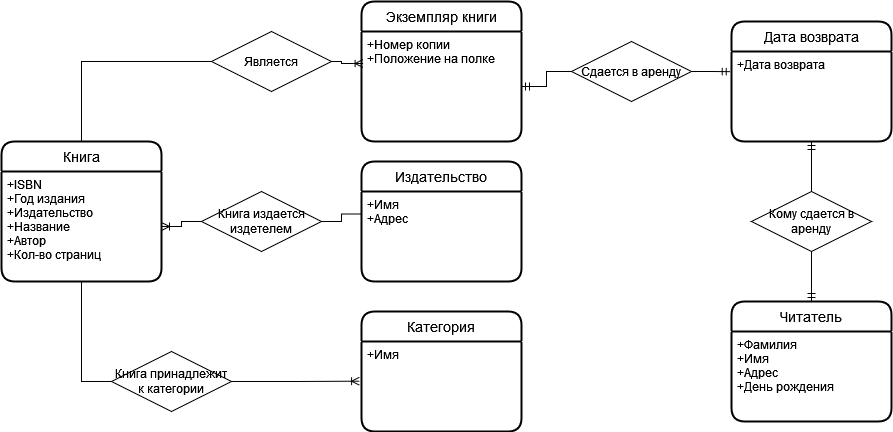 Экземпляр книги
+Номер копии
+Положение на полке
Является
Сдается в аренду
Дата возврата
+Дата возврата
Книга
+ISBN
+Год издания
+Издательство
+Название
+Автор
+Кол-во страниц
Книга издается
издетелем
Издательство
+Имя
+Адрес
Кому сдается в
аренду
Книга принадлежит
к категории
Категория
+Имя
Читатель
+Фамилия
+Имя
+Адрес
+День рождения